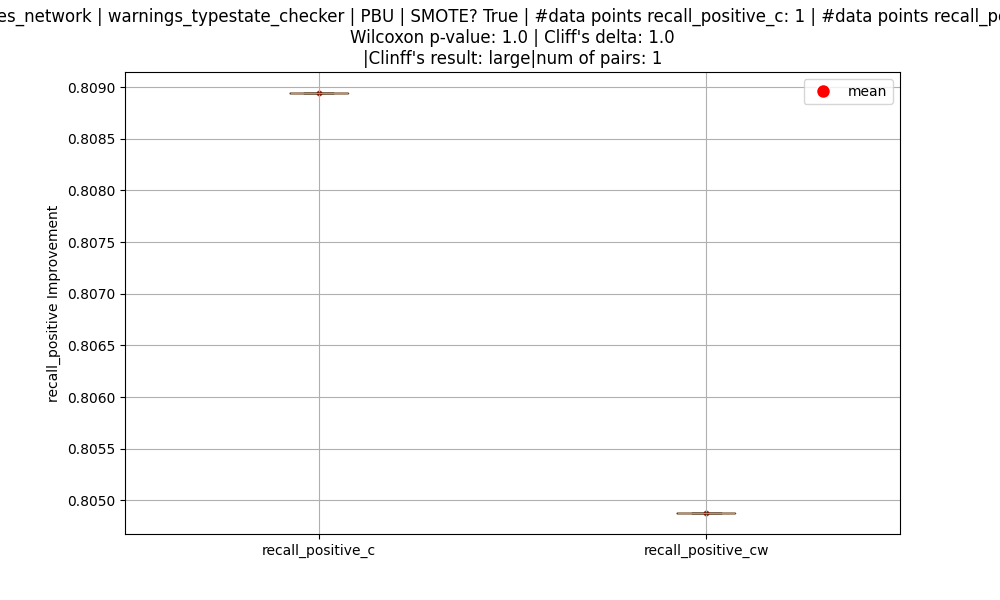 es_network | warnings_typestate_checker | PBU | SMOTE? True | #data points recall_positive_c: 1 | #data points recall_po
Wilcoxon p-value: 1.0 | Cliff's delta: 1.0
|Clinff's result: large|num of pairs: 1
mean
0.8090
0.8085
0.8080
0.8075
0.8070
0.8065
0.8060
0.8055
0.8050
recall_positive Improvement
recall_positive_c
recall_positive_cw